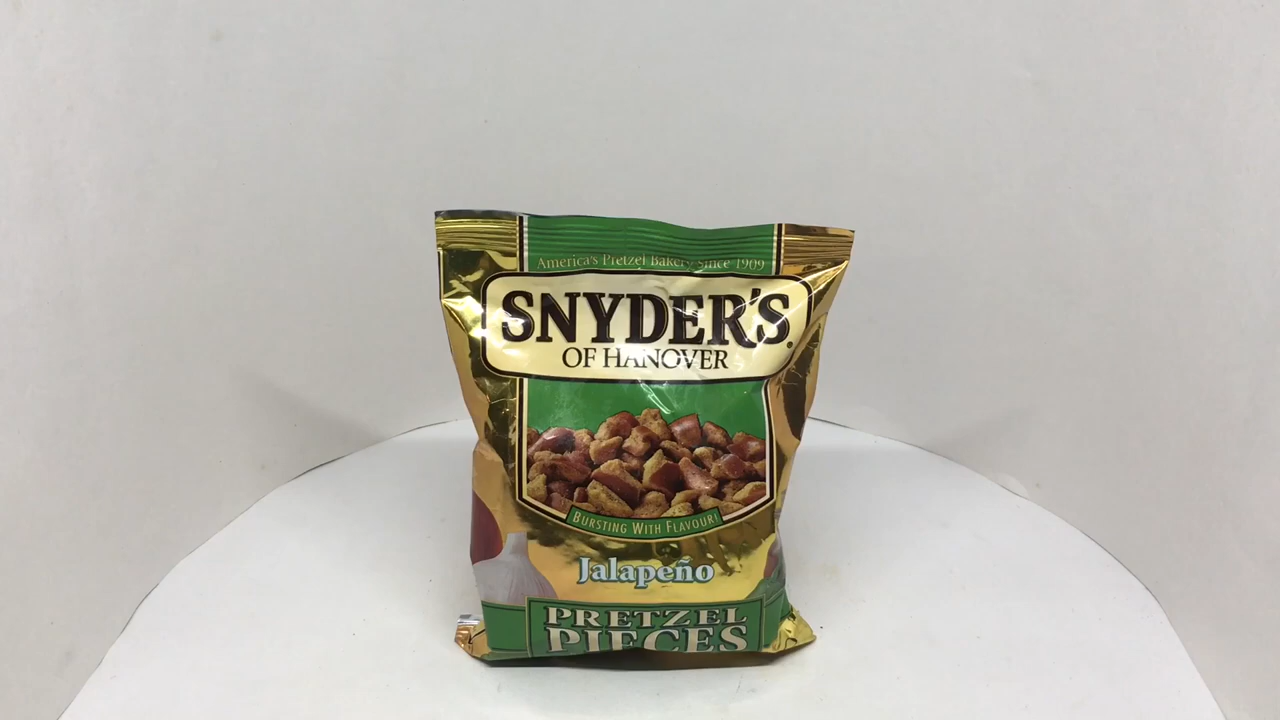 America's Pretzel Bakery Since 1909
SNYDER'S
OF HANOVER
BURSTING WITH FLAVOUR!
Jalapeño
PRETZEL
PIECES